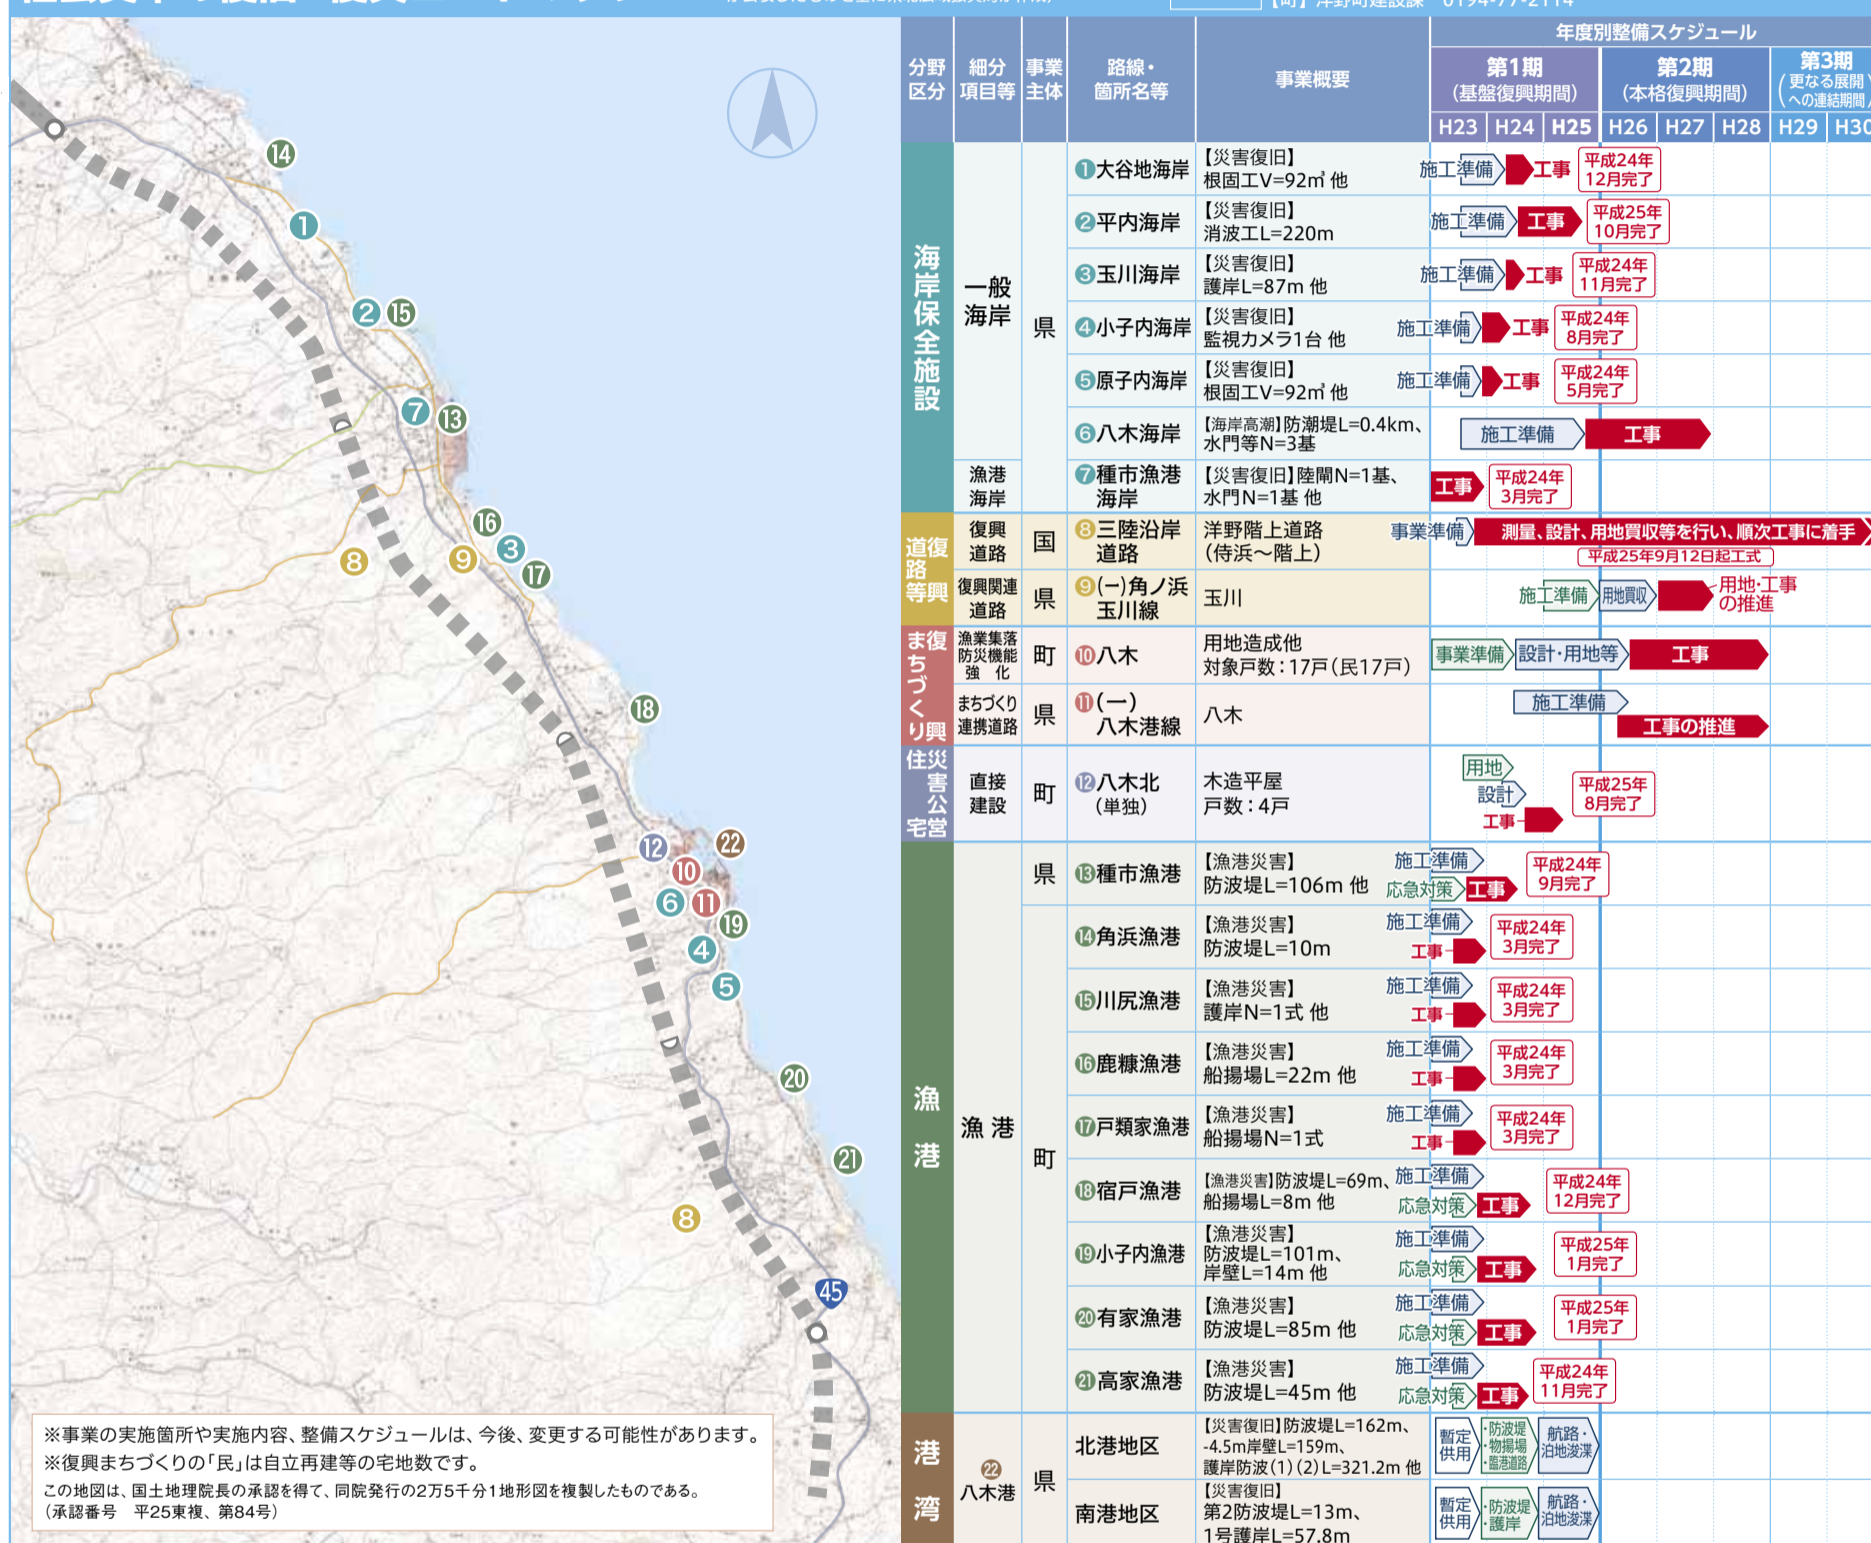 【町】洋野町建設課　0194-77-2114
年度別整備スケジュール
分野区分
細分項目等
事業主体
路線・箇所名等
事業概要
第1期（基盤復興期間）
第2期（本格復興期間）
第3期（更なる展開への連結期間）
H23 H24 H25 H26 H27 H28 H29 H30
海岸保全施設
一般海岸
県
①大谷地海岸 【災害復旧】
根固工V=92㎥ 他
施工準備 工事 平成24年12月完了
②平内海岸 【災害復旧】
消波工L=220m
施工準備 工事 平成25年10月完了
③玉川海岸 【災害復旧】
護岸L=87m 他
施工準備 工事 平成24年11月完了
④小子内海岸 【災害復旧】
監視カメラ1台 他
施工準備 工事 平成24年8月完了
⑤原子内海岸 【災害復旧】
根固工V=92㎥ 他
施工準備 工事 平成24年5月完了
⑥八木海岸 【海岸高潮】防潮堤L=0.4km、
水門等N=3基
施工準備 工事
漁港海岸
⑦種市漁港海岸 【災害復旧】陸閘N=1基、
水門N=1基 他
工事 平成24年3月完了
復興道路等
復興道路 国
⑧三陸沿岸道路 洋野階上道路
（侍浜～階上）
事業準備 測量、設計、用地買収等を行い、順次工事に着手
平成25年9月12日起工式
復興関連道路 県
⑨(一)角ノ浜玉川線 玉川
施工準備 用地買収 用地・工事の推進
復興まちづくり
漁業集落防災機能強化 町
⑩八木 用地造成他
対象戸数：17戸（民17戸）
事業準備 設計・用地等 工事
まちづくり連携道路 県
⑪(一)八木港線 八木
施工準備
工事の推進
災害公営住宅
直接建設 町
⑫八木北（単独） 木造平屋
戸数：4戸
用地
設計
工事
平成25年8月完了
漁港
漁港
県
⑬種市漁港 【漁港災害】
防波堤L=106m 他
施工準備
応急対策 工事 平成24年9月完了
町
⑭角浜漁港 【漁港災害】
防波堤L=10m
施工準備
工事 平成24年3月完了
⑮川尻漁港 【漁港災害】
護岸N=1式 他
施工準備
工事 平成24年3月完了
⑯鹿糠漁港 【漁港災害】
船揚場L=22m 他
施工準備
工事 平成24年3月完了
⑰戸類家漁港 【漁港災害】
船揚場N=1式
施工準備
工事 平成24年3月完了
⑱宿戸漁港 【漁港災害】防波堤L=69m、
船揚場L=8m 他
施工準備
応急対策 工事 平成24年12月完了
⑲小子内漁港 【漁港災害】
防波堤L=101m、
岸壁L=14m 他
施工準備
応急対策 工事 平成25年1月完了
⑳有家漁港 【漁港災害】
防波堤L=85m 他
施工準備
応急対策 工事 平成25年1月完了
㉑高家漁港 【漁港災害】
防波堤L=45m 他
施工準備
応急対策 工事 平成24年11月完了
港湾
㉒八木港
県
北港地区 【災害復旧】防波堤L=162m、
-4.5m岸壁L=159m、
護岸防波(1)(2)L=321.2m 他
暫定供用 ・防波堤・物揚場・臨港道路 航路・泊地浚渫
南港地区 【災害復旧】
第2防波堤L=13m、
1号護岸L=57.8m
暫定供用 ・防波堤・護岸 航路・泊地浚渫
⑭
①
②⑮
⑦⑬
⑯
③
⑧⑨⑰
⑱
⑫㉒
⑩
⑥⑪
⑲
④
⑤
⑳
㉑
⑧
45
※事業の実施箇所や実施内容、整備スケジュールは、今後、変更する可能性があります。
※復興まちづくりの「民」は自立再建等の宅地数です。
この地図は、国土地理院長の承認を得て、同院発行の2万5千分1地形図を複製したものである。
（承認番号　平25東複、第84号）